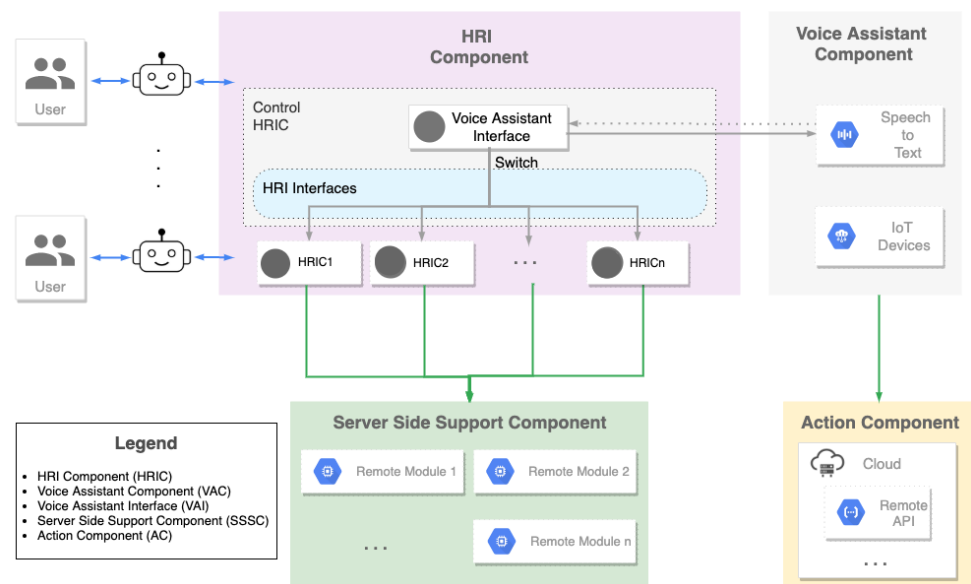 HRI
Component
Voice Assistant
Component
User
Control
HRIC
Voice Assistant
Interface
Speech
to
Text
Switch
HRI Interfaces
User
HRIC1
HRIC2
...
HRICn
IoT
Devices
Server Side Support Component
Remote Module 1
Remote Module 2
...
Remote Module n
Action Component
Cloud
Remote
API
...
Legend
• HRI Component (HRIC)
• Voice Assistant Component (VAC)
• Voice Assistant Interface (VAI)
• Server Side Support Component (SSSC)
• Action Component (AC)